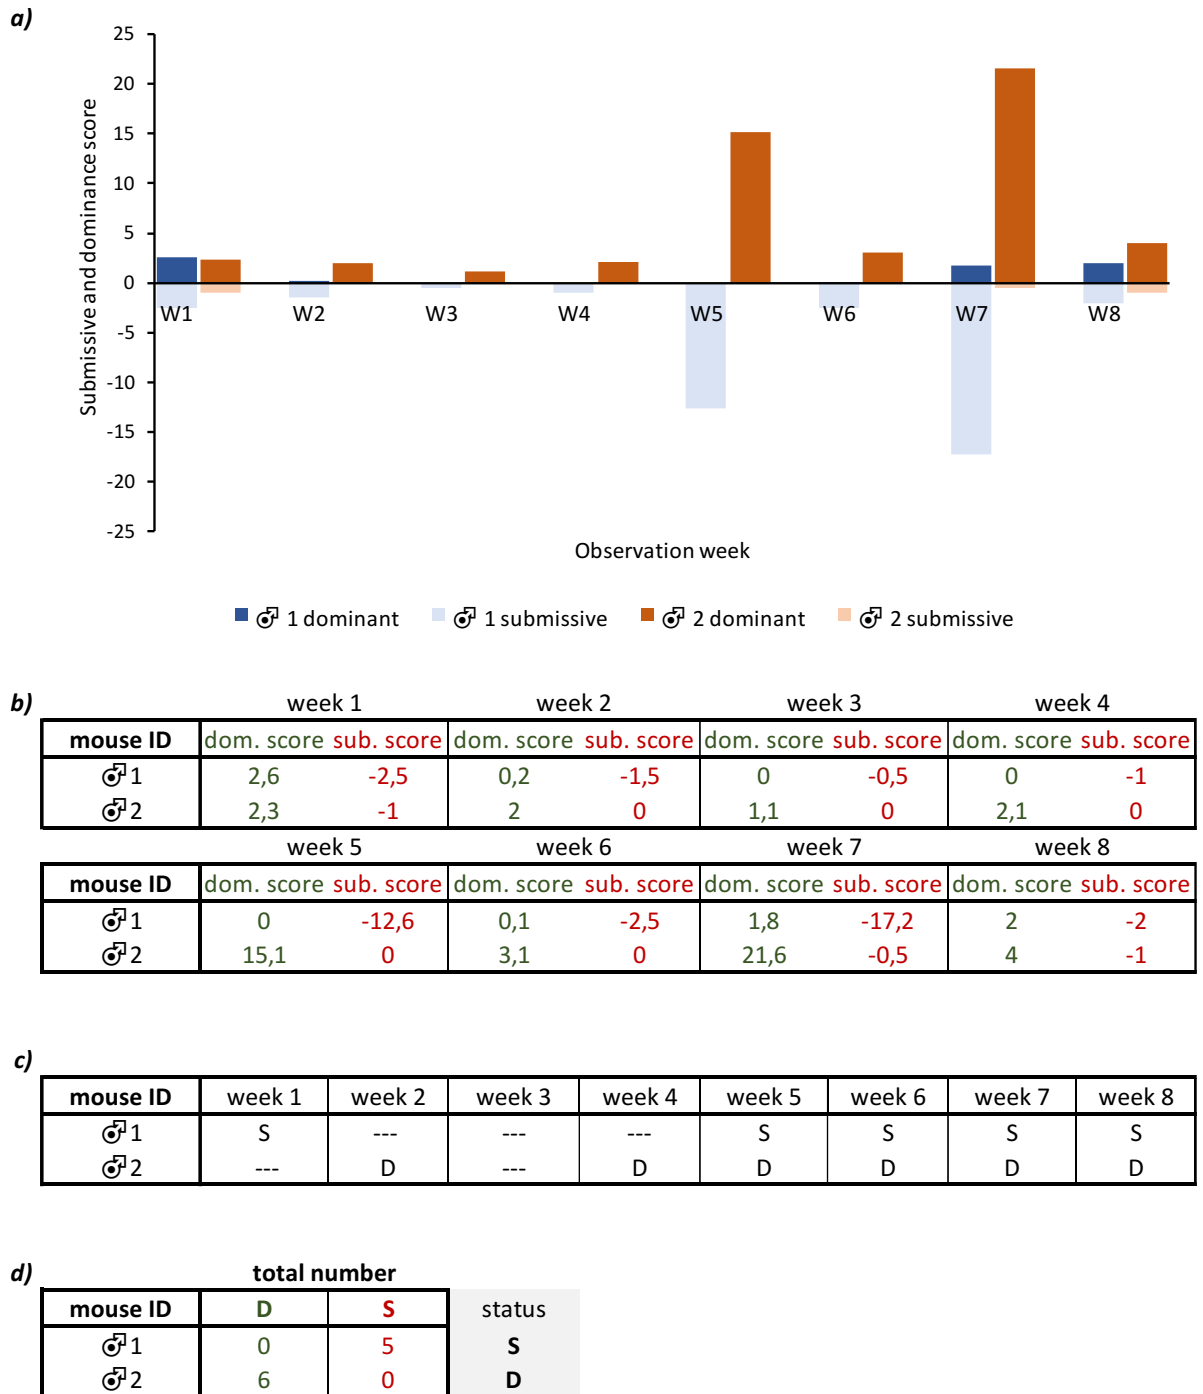 a)
25
20
15
10
5
0
-5
-10
-15
-20
-25
Submissive and dominance score
W1 W2 W3 W4 W5 W6 W7 W8
Observation week
1 dominant 1 submissive 2 dominant 2 submissive
b)
week 1 week 2 week 3 week 4
mouse ID dom. score sub. score dom. score sub. score dom. score sub. score dom. score sub. score
1 2,6 -2,5 0,2 -1,5 0 -0,5 0 -1
2 2,3 -1 2 0 1,1 0 2,1 0
week 5 week 6 week 7 week 8
mouse ID dom. score sub. score dom. score sub. score dom. score sub. score dom. score sub. score
1 0 -12,6 0,1 -2,5 1,8 -17,2 2 -2
2 15,1 0 3,1 0 21,6 -0,5 4 -1
c)
mouse ID week 1 week 2 week 3 week 4 week 5 week 6 week 7 week 8
1 S --- --- --- S S S S
2 --- D --- D D D D D
d)
total number
mouse ID D S status
1 0 5 S
2 6 0 D